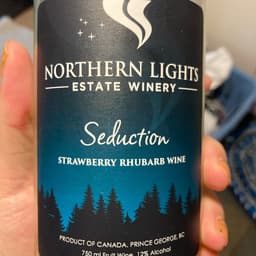 NORTHERN LIGHTS
ESTATE WINERY
Seduction
STRAWBERRY RHUBARB WINE
PRODUCT OF CANADA, PRINCE GEORGE, BC
750 ml Fruit Wine 12% Alcohol